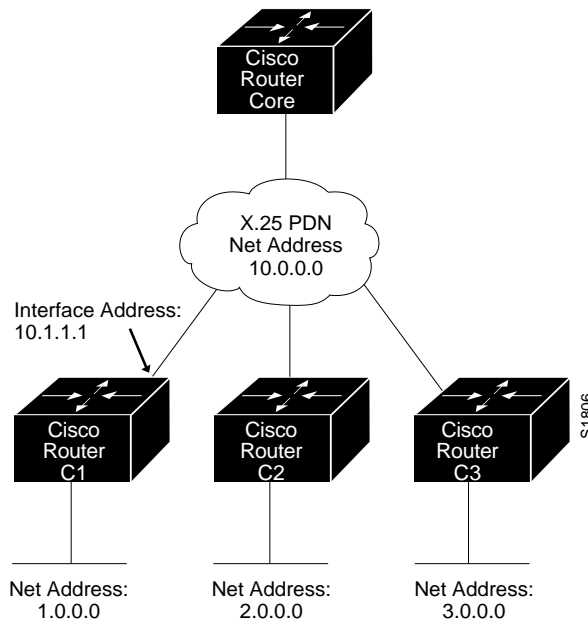 Cisco
Router
Core
X.25 PDN
Net Address
10.0.0.0
Interface Address:
10.1.1.1
Cisco
Router
C1
Cisco
Router
C2
Cisco
Router
C3
S1806
Net Address:
1.0.0.0
Net Address:
2.0.0.0
Net Address:
3.0.0.0